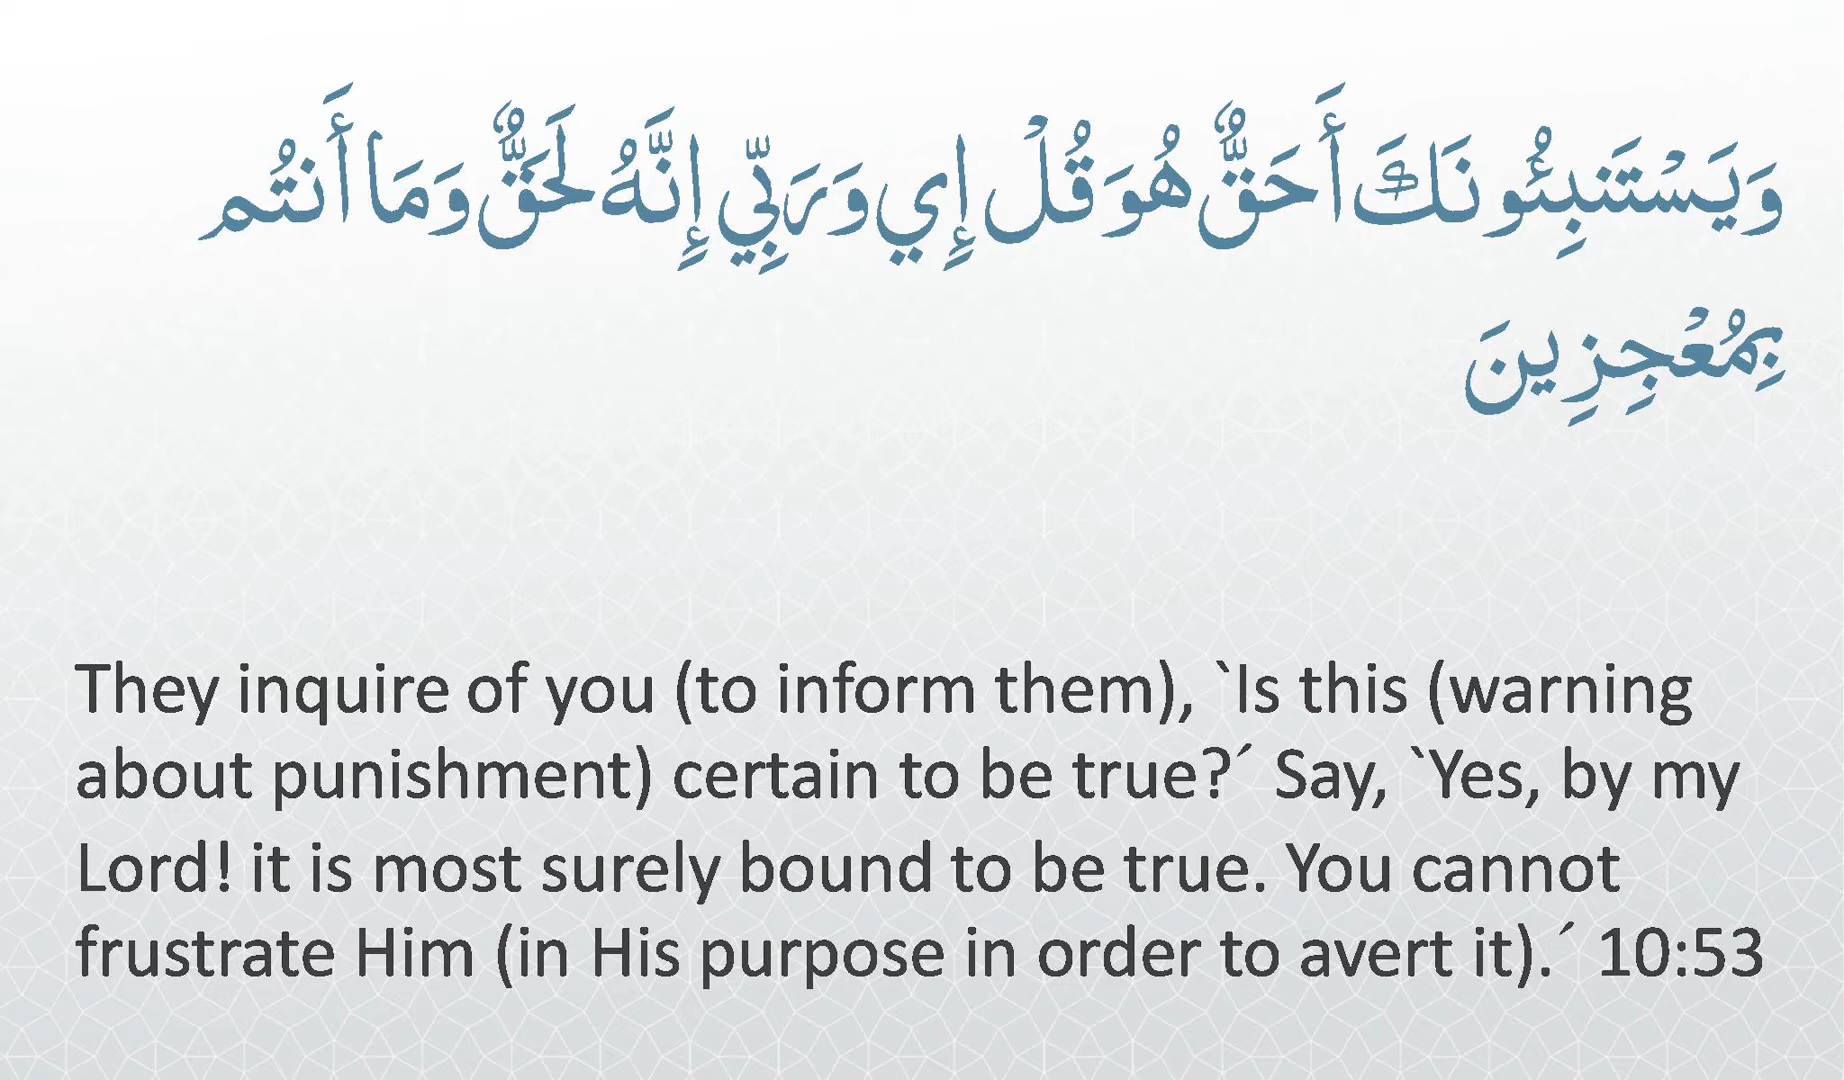 وَيَسْتَنبِئُونَكَ أَحَقٌّ هُوَ قُلْ إِي وَرَبِّي إِنَّهُ لَحَقٌّ وَمَا أَنتُم
بِمُعْجِزِينَ
They inquire of you (to inform them), `Is this (warning
about punishment) certain to be true?´ Say, `Yes, by my
Lord! it is most surely bound to be true. You cannot
frustrate Him (in His purpose in order to avert it).´ 10:53